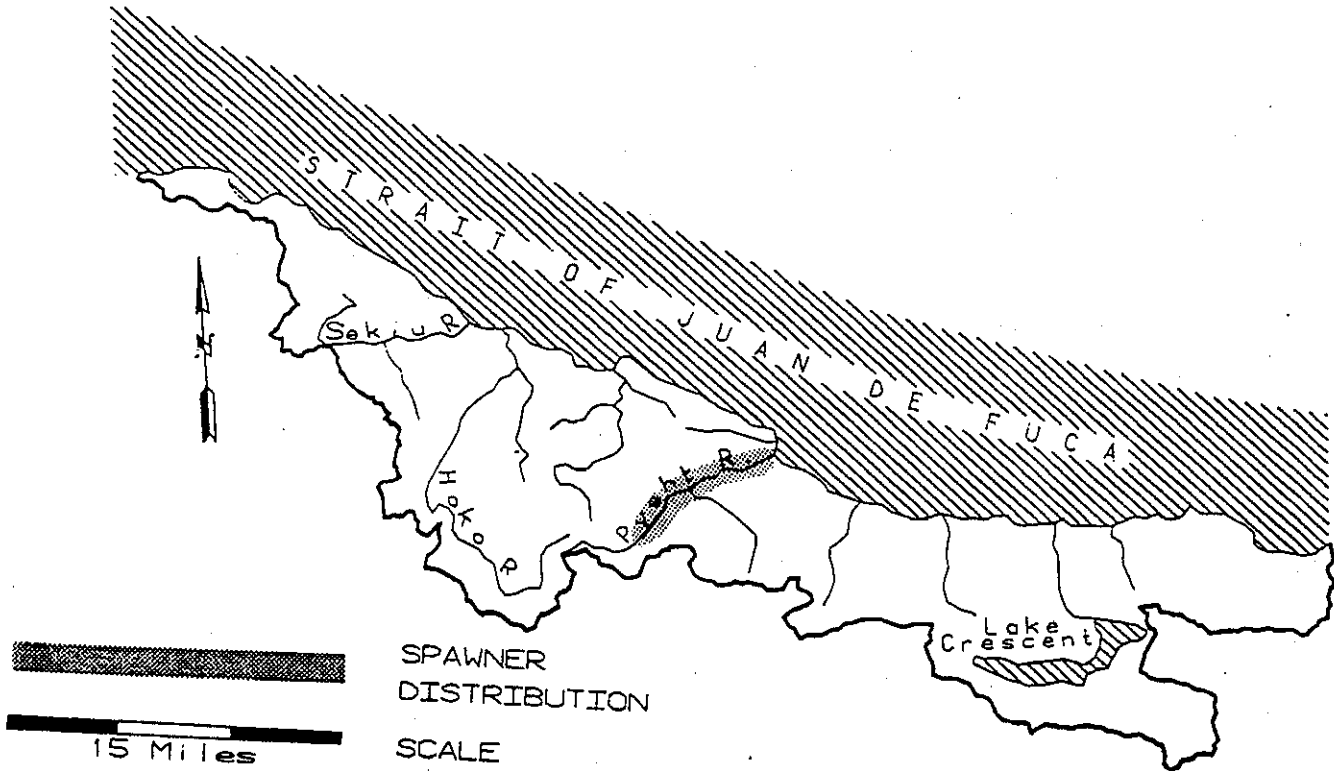 STRAIT OF JUAN DE FUCA
Sekiu R
Hoko R
Pysht R.
Lake
Crescent
SPAWNER
DISTRIBUTION
15 Miles
SCALE